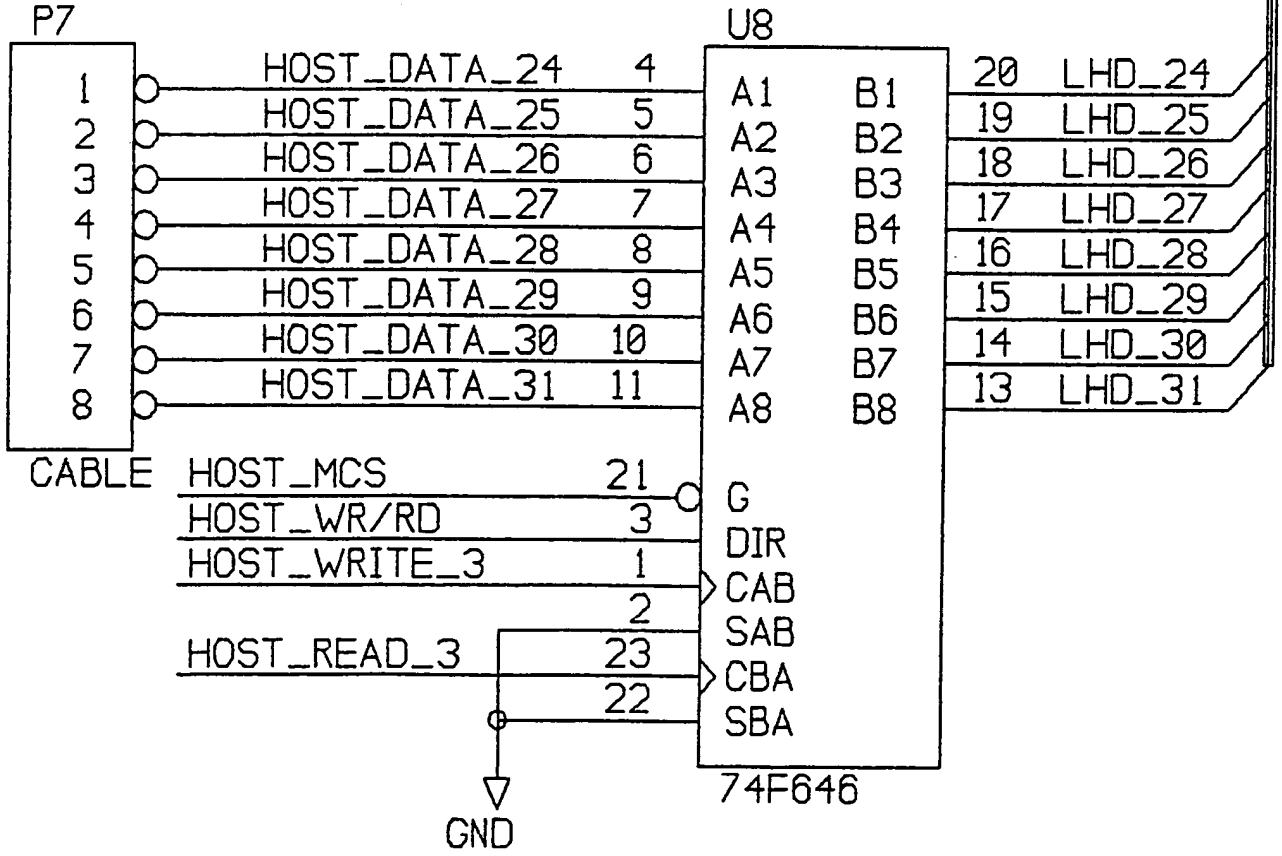 P7 U8
1 HOST_DATA_24 4 A1 B1 20 LHD_24
2 HOST_DATA_25 5 A2 B2 19 LHD_25
3 HOST_DATA_26 6 A3 B3 18 LHD_26
4 HOST_DATA_27 7 A4 B4 17 LHD_27
5 HOST_DATA_28 8 A5 B5 16 LHD_28
6 HOST_DATA_29 9 A6 B6 15 LHD_29
7 HOST_DATA_30 10 A7 B7 14 LHD_30
8 HOST_DATA_31 11 A8 B8 13 LHD_31
CABLE HOST_MCS 21 G
HOST_WR/RD 3 DIR
HOST_WRITE_3 1 CAB
2 SAB
HOST_READ_3 23 CBA
22 SBA
74F646
GND